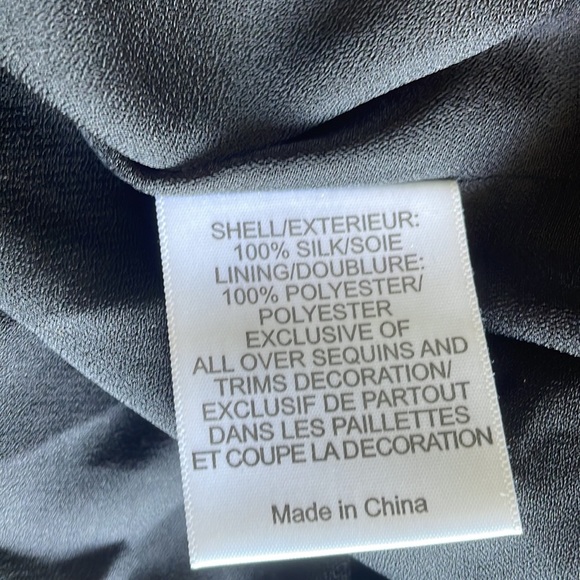 SHELL/EXTERIEUR:
100% SILK/SOIE
LINING/DOUBLURE:
100% POLYESTER/
POLYESTER
EXCLUSIVE OF
ALL OVER SEQUINS AND
TRIMS DECORATION/
EXCLUSIF DE PARTOUT
DANS LES PAILLETTES
ET COUPE LA DECORATION
Made in China